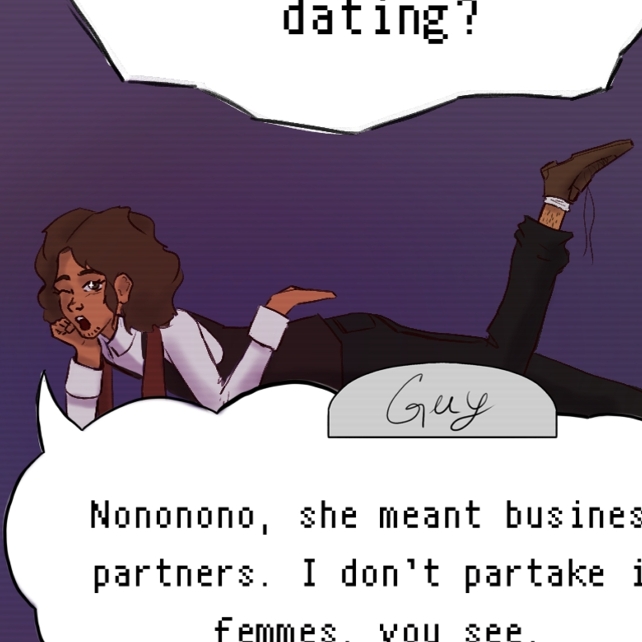 dating?
Guy
Nononono, she meant busines
partners. I don't partake i
femmes, you see.